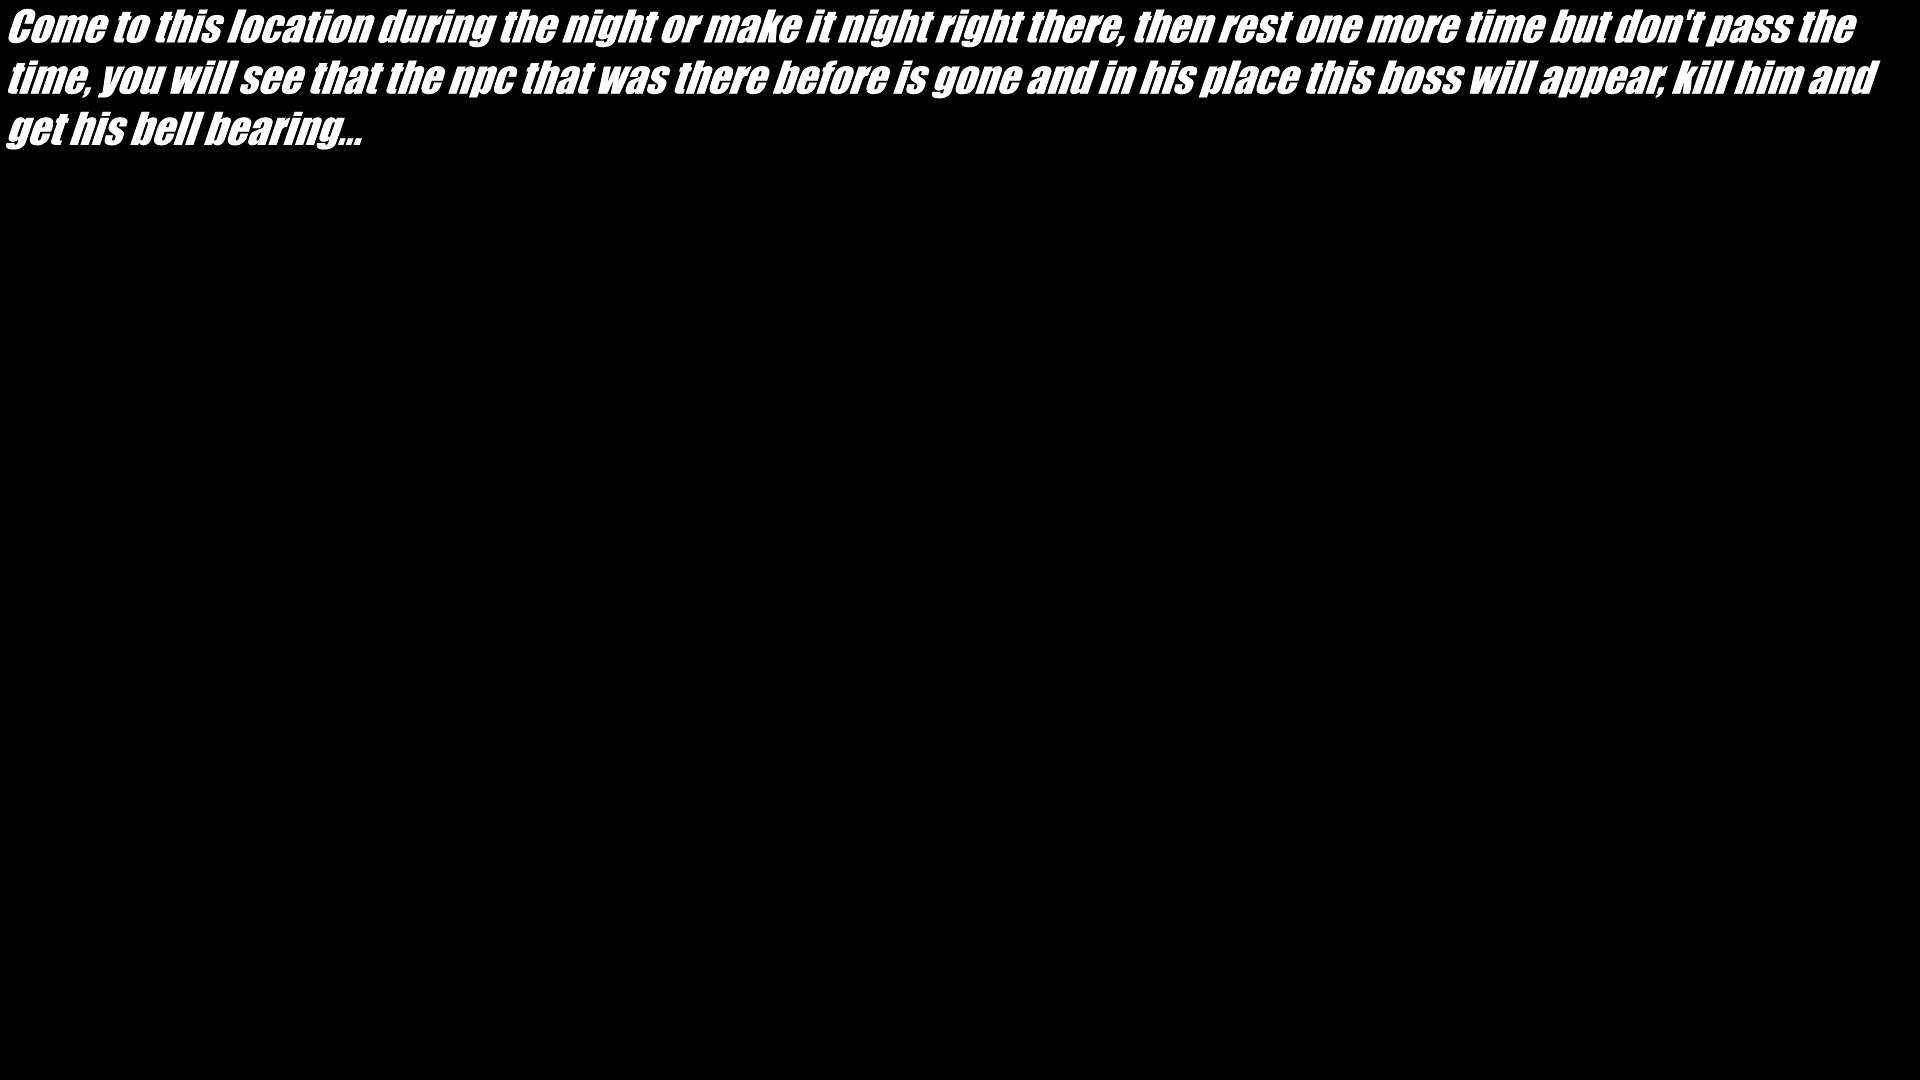 Come to this location during the night or make it night right there, then rest one more time but don't pass the
time, you will see that the npc that was there before is gone and in his place this boss will appear, kill him and
get his bell bearing...